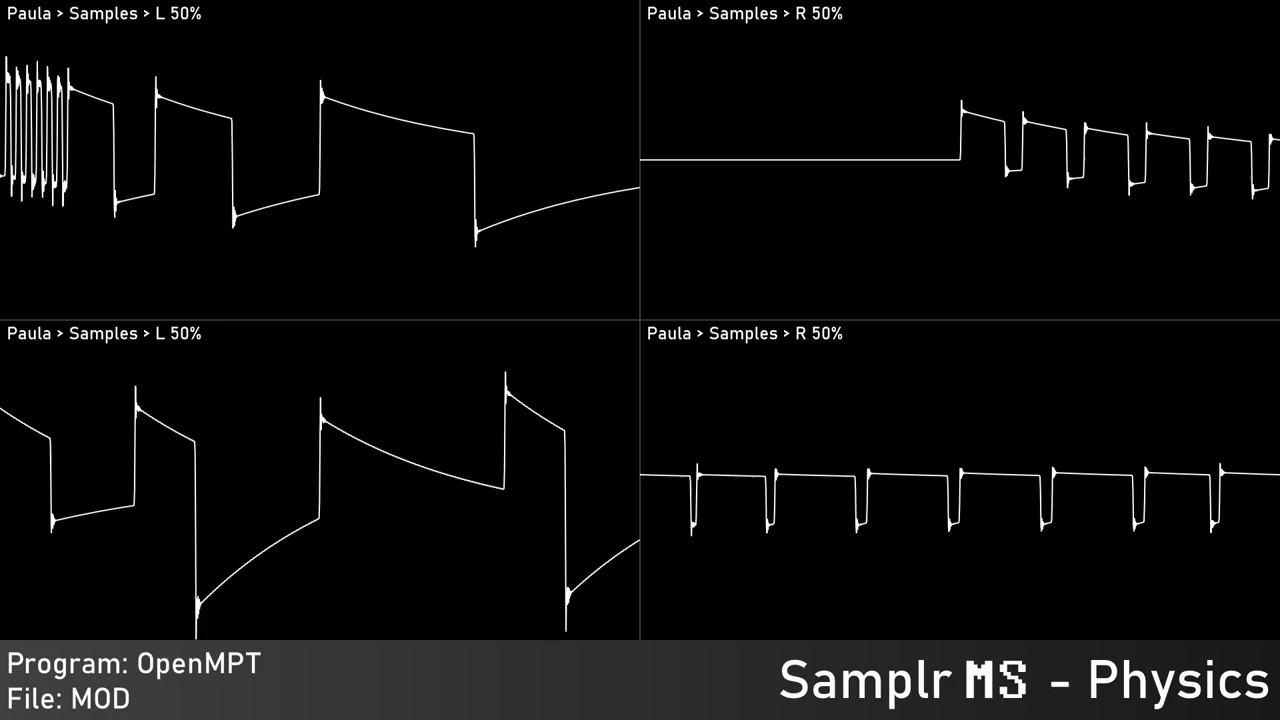 Paula > Samples > L 50%
Paula > Samples > R 50%
Paula > Samples > L 50%
Paula > Samples > R 50%
Program: OpenMPT
File: MOD
Samplr MS - Physics